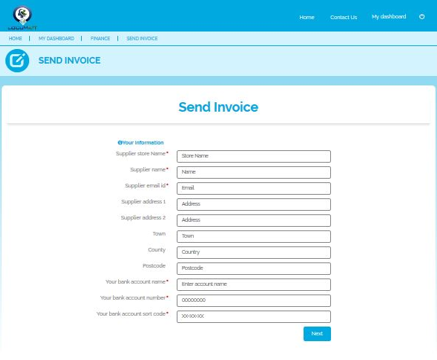 Home Contact Us My dashboard
HOME | MY DASHBOARD | FINANCE | SEND INVOICE
SEND INVOICE
Send Invoice
Your Information
Supplier store Name* Store Name
Supplier name* Name
Supplier email id* Email
Supplier address 1 Address
Supplier address 2 Address
Town Town
County Country
Postcode Postcode
Your bank account name* Enter account name
Your bank account number* 00000000
Your bank account sort code* XX-XX-XX
Next